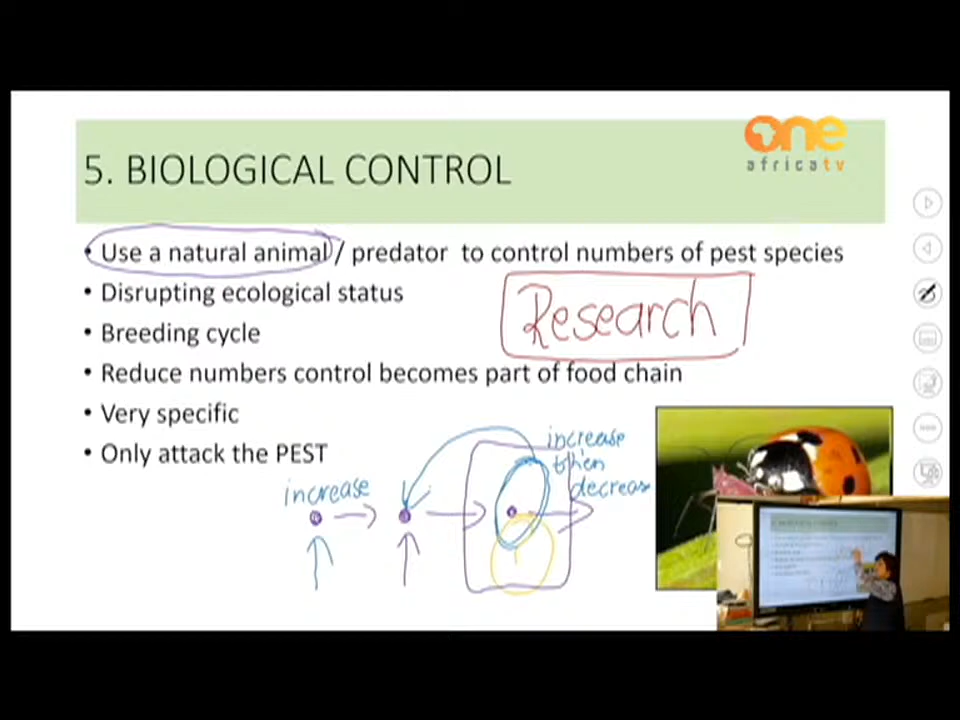 one
africatv
5. BIOLOGICAL CONTROL
• Use a natural animal / predator to control numbers of pest species
• Disrupting ecological status
Research
• Breeding cycle
• Reduce numbers control becomes part of food chain
• Very specific
• Only attack the PEST
increase
increase
then
decrease